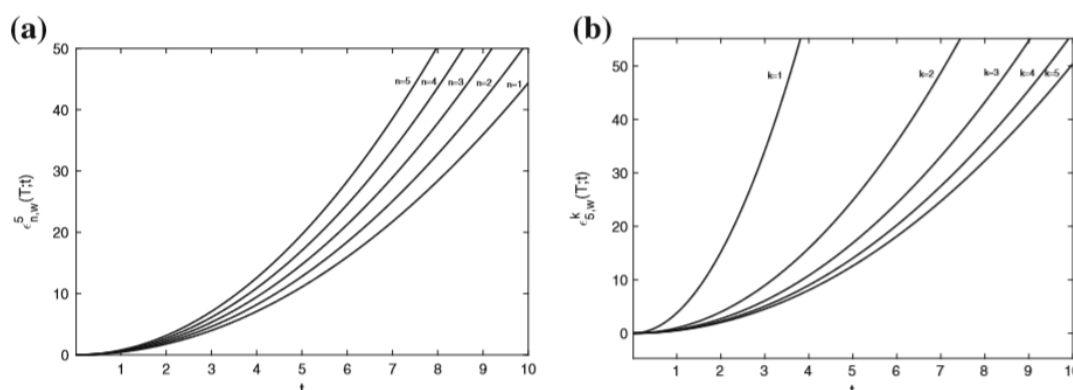 (a)
50
40
30
20
10
0
ϵ⁵ₙ,w(T;t)
n=5 n=4 n=3 n=2 n=1
1 2 3 4 5 6 7 8 9 10
t
(b)
50
40
30
20
10
0
ϵᵏ₅,w(T;t)
k=1 k=2 k=3 k=4 k=5
1 2 3 4 5 6 7 8 9 10
t